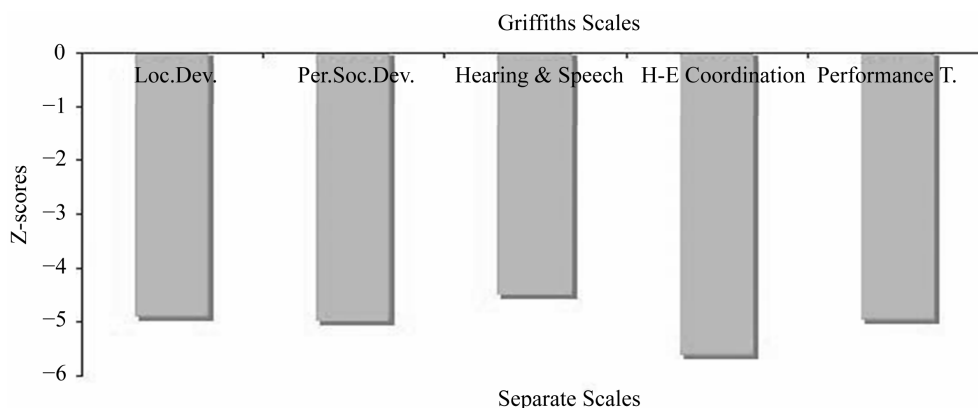 Griffiths Scales
0
Loc.Dev. Per.Soc.Dev. Hearing & Speech H-E Coordination Performance T.
−1
−2
−3
−4
−5
−6
Z-scores
Separate Scales